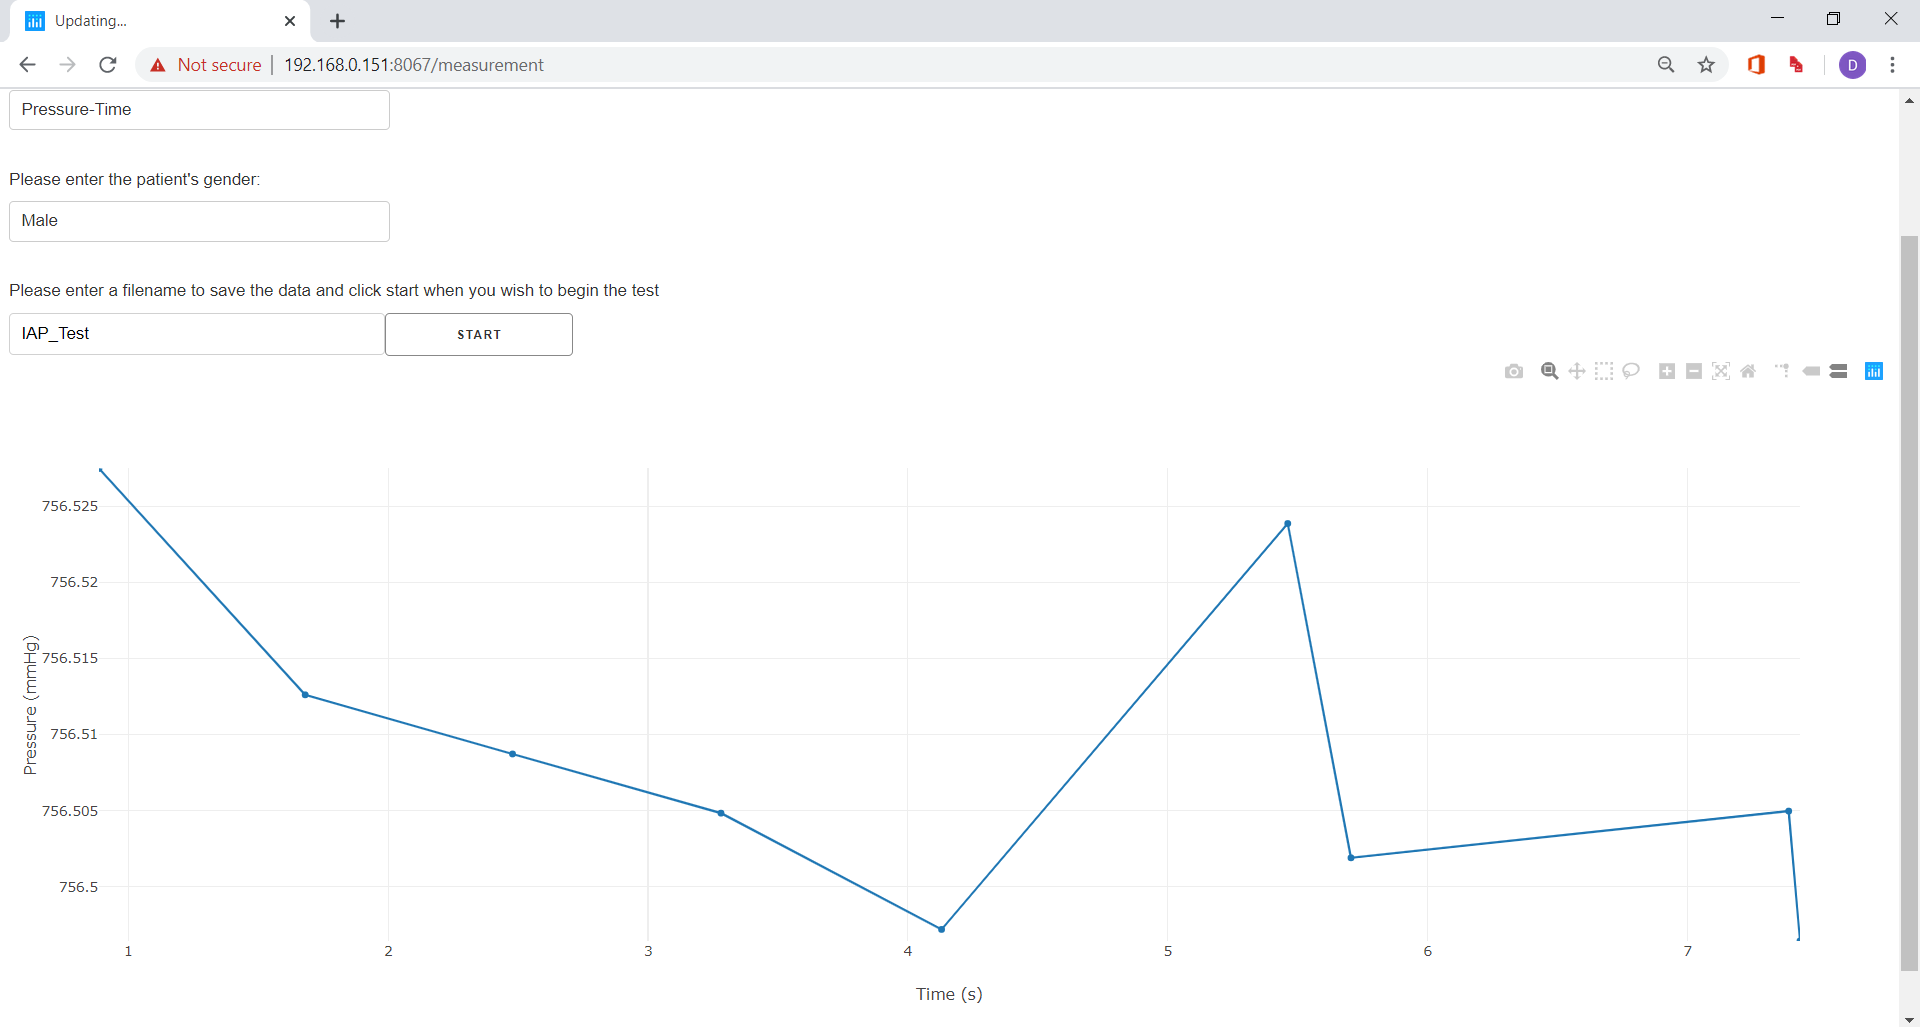 Updating...
Not secure
192.168.0.151:8067/measurement
D
Pressure-Time
Please enter the patient's gender:
Male
Please enter a filename to save the data and click start when you wish to begin the test
IAP_Test
START
756.525
756.52
756.515
756.51
756.505
756.5
Pressure (mmHg)
1 2 3 4 5 6 7
Time (s)